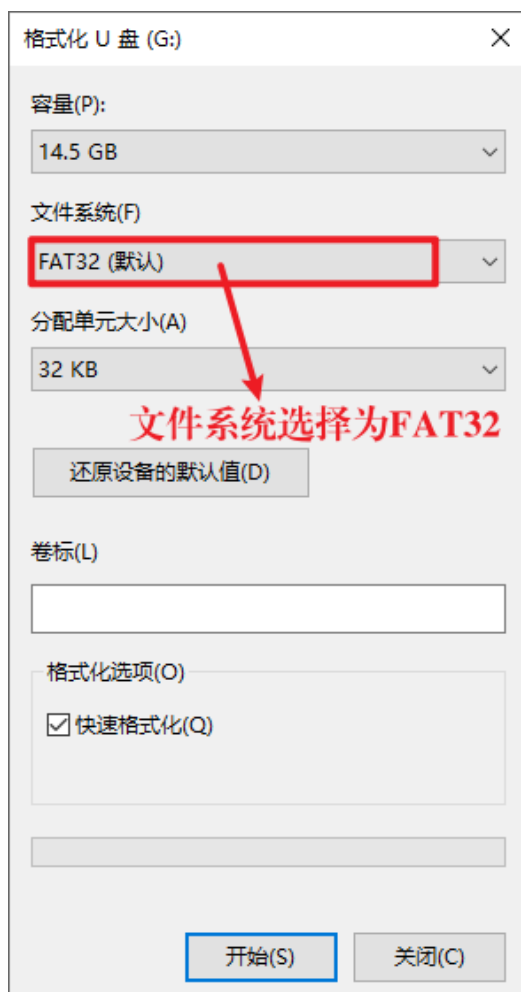 格式化 U 盘 (G:)
容量(P):
14.5 GB
文件系统(F)
FAT32 (默认)
分配单元大小(A)
32 KB
文件系统选择为FAT32
还原设备的默认值(D)
卷标(L)
格式化选项(O)
快速格式化(Q)
开始(S)
关闭(C)